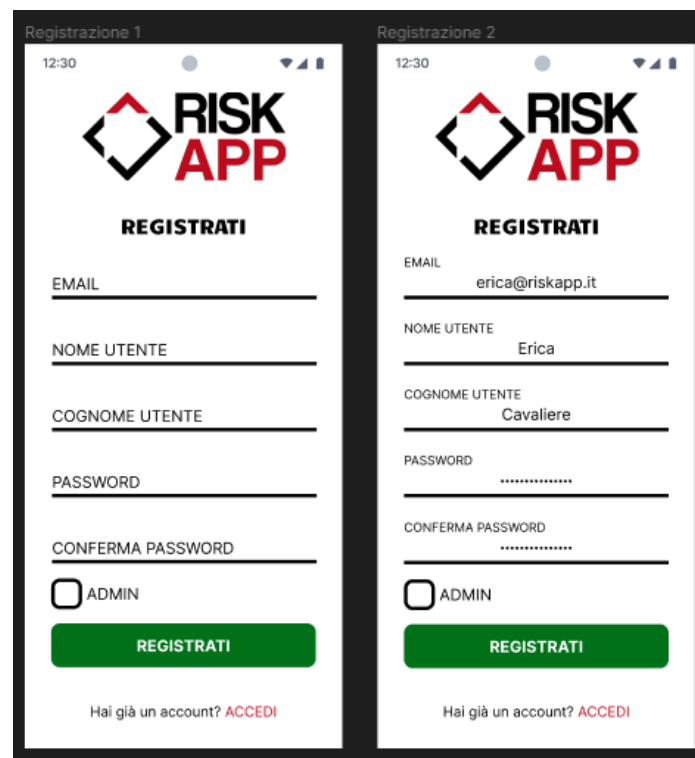 Registrazione 1
12:30
RISK
APP
REGISTRATI
EMAIL
NOME UTENTE
COGNOME UTENTE
PASSWORD
CONFERMA PASSWORD
ADMIN
REGISTRATI
Hai già un account? ACCEDI
Registrazione 2
12:30
RISK
APP
REGISTRATI
EMAIL
erica@riskapp.it
NOME UTENTE
Erica
COGNOME UTENTE
Cavaliere
PASSWORD
•••••••••••••••
CONFERMA PASSWORD
•••••••••••••••
ADMIN
REGISTRATI
Hai già un account? ACCEDI